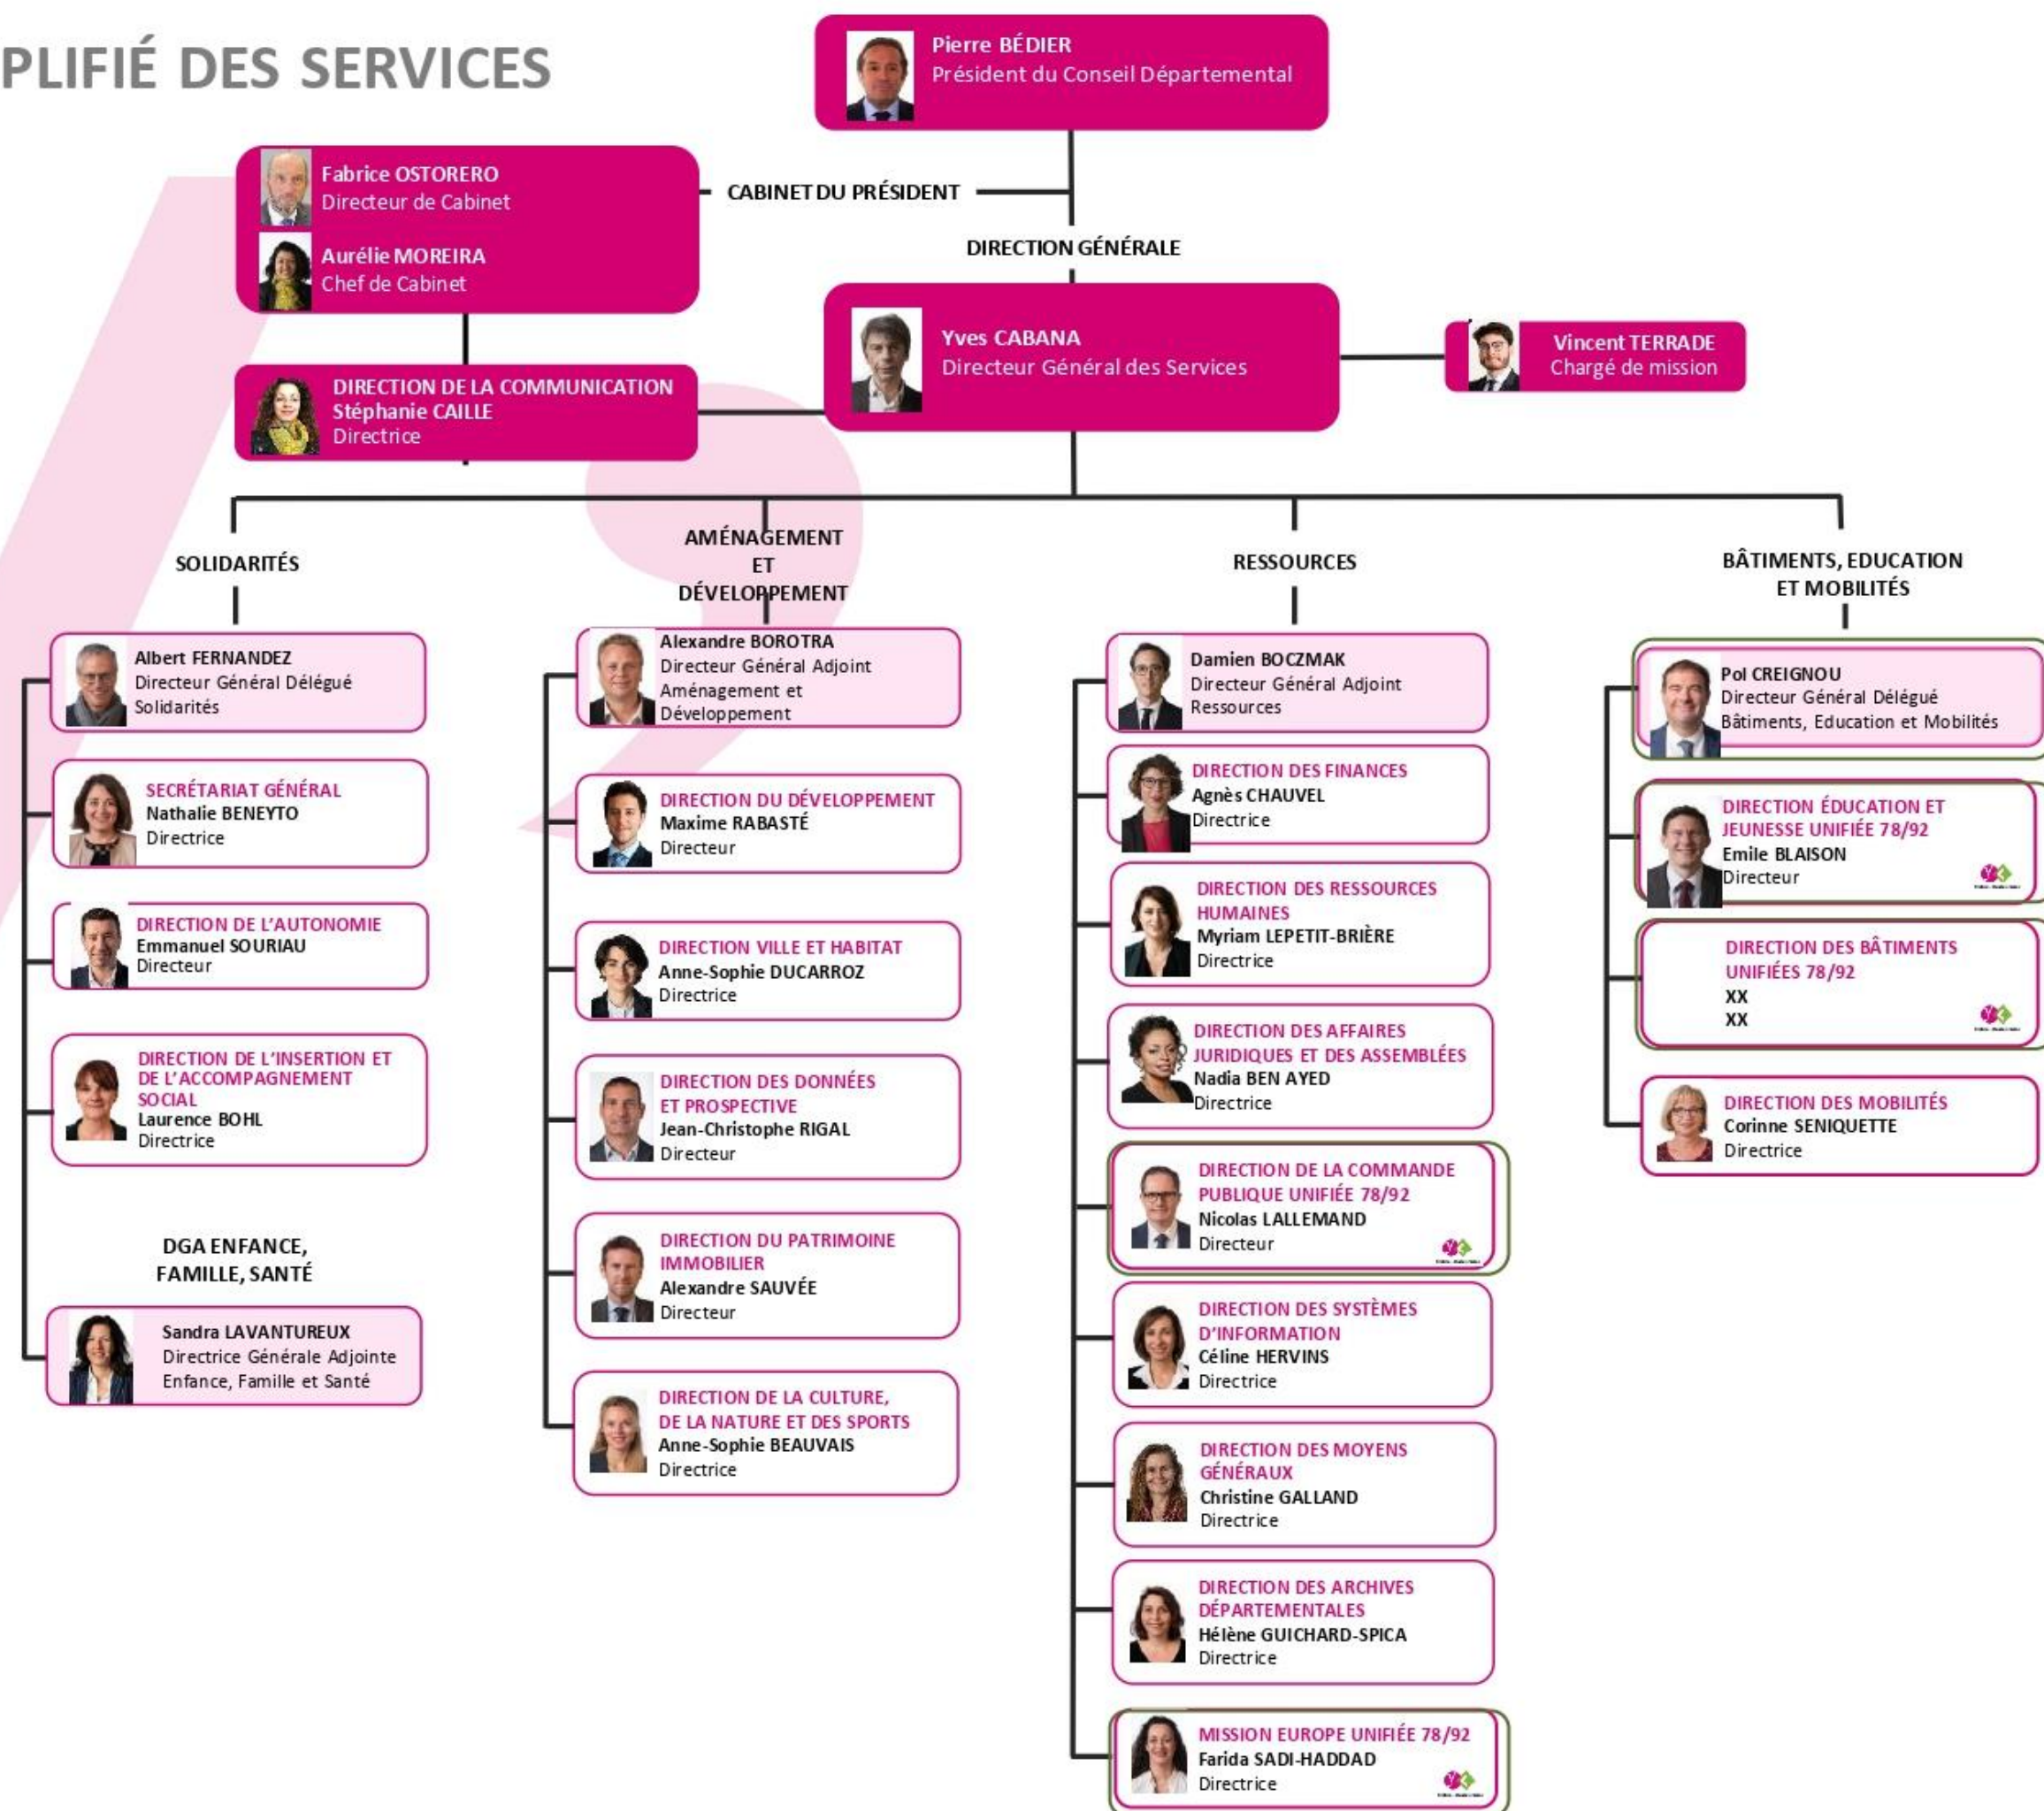 PLIFIÉ DES SERVICES
Pierre BÉDIER
Président du Conseil Départemental
Fabrice OSTORERO
Directeur de Cabinet
Aurélie MOREIRA
Chef de Cabinet
CABINET DU PRÉSIDENT
DIRECTION GÉNÉRALE
Yves CABANA
Directeur Général des Services
Vincent TERRADE
Chargé de mission
DIRECTION DE LA COMMUNICATION
Stéphanie CAILLE
Directrice
SOLIDARITÉS
Albert FERNANDEZ
Directeur Général Délégué
Solidarités
SECRÉTARIAT GÉNÉRAL
Nathalie BENEYTO
Directrice
DIRECTION DE L'AUTONOMIE
Emmanuel SOURIAU
Directeur
DIRECTION DE L'INSERTION ET
DE L'ACCOMPAGNEMENT
SOCIAL
Laurence BOHL
Directrice
DGA ENFANCE,
FAMILLE, SANTÉ
Sandra LAVANTUREUX
Directrice Générale Adjointe
Enfance, Famille et Santé
AMÉNAGEMENT
ET
DÉVELOPPEMENT
Alexandre BOROTRA
Directeur Général Adjoint
Aménagement et
Développement
DIRECTION DU DÉVELOPPEMENT
Maxime RABASTÉ
Directeur
DIRECTION VILLE ET HABITAT
Anne-Sophie DUCARROZ
Directrice
DIRECTION DES DONNÉES
ET PROSPECTIVE
Jean-Christophe RIGAL
Directeur
DIRECTION DU PATRIMOINE
IMMOBILIER
Alexandre SAUVÉE
Directeur
DIRECTION DE LA CULTURE,
DE LA NATURE ET DES SPORTS
Anne-Sophie BEAUVAIS
Directrice
RESSOURCES
Damien BOCZMAK
Directeur Général Adjoint
Ressources
DIRECTION DES FINANCES
Agnès CHAUVEL
Directrice
DIRECTION DES RESSOURCES
HUMAINES
Myriam LEPETIT-BRIÈRE
Directrice
DIRECTION DES AFFAIRES
JURIDIQUES ET DES ASSEMBLÉES
Nadia BEN AYED
Directrice
DIRECTION DE LA COMMANDE
PUBLIQUE UNIFIÉE 78/92
Nicolas LALLEMAND
Directeur
DIRECTION DES SYSTÈMES
D'INFORMATION
Céline HERVINS
Directrice
DIRECTION DES MOYENS
GÉNÉRAUX
Christine GALLAND
Directrice
DIRECTION DES ARCHIVES
DÉPARTEMENTALES
Hélène GUICHARD-SPICA
Directrice
MISSION EUROPE UNIFIÉE 78/92
Farida SADI-HADDAD
Directrice
BÂTIMENTS, EDUCATION
ET MOBILITÉS
Pol CREIGNOU
Directeur Général Délégué
Bâtiments, Education et Mobilités
DIRECTION ÉDUCATION ET
JEUNESSE UNIFIÉE 78/92
Emile BLAISON
Directeur
DIRECTION DES BÂTIMENTS
UNIFIÉES 78/92
XX
XX
DIRECTION DES MOBILITÉS
Corinne SENIQUETTE
Directrice